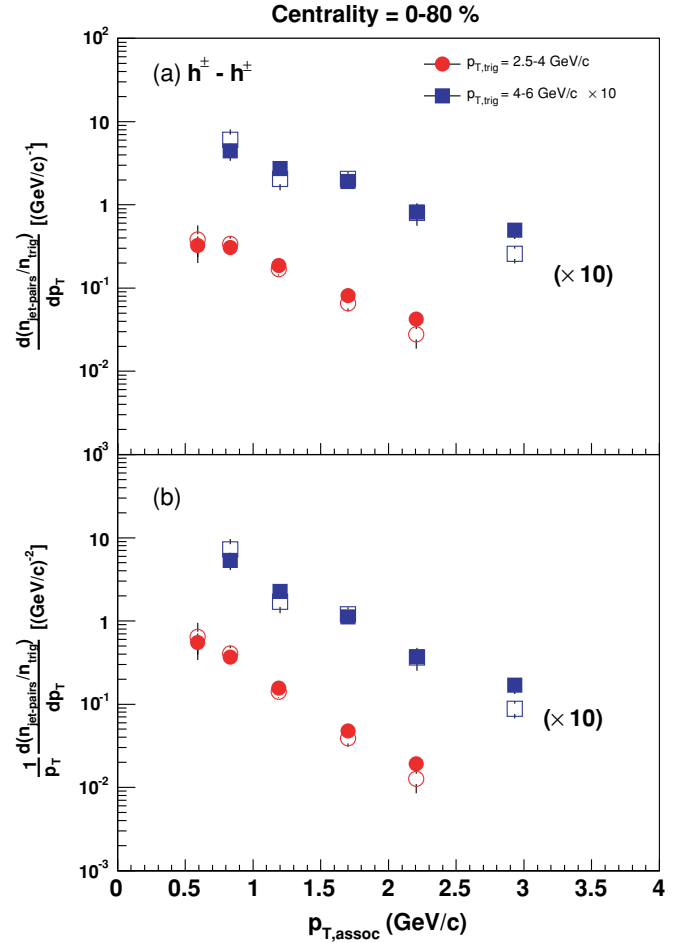 Centrality = 0-80 %
10²
(a) h± - h±
p_T,trig = 2.5-4 GeV/c
p_T,trig = 4-6 GeV/c × 10
10
1
10⁻¹
(× 10)
10⁻²
10⁻³
d(n_jet-pairs/n_trig)/dp_T [(GeV/c)⁻¹]
(b)
10
1
10⁻¹
(× 10)
10⁻²
10⁻³
1/p_T d(n_jet-pairs/n_trig)/dp_T [(GeV/c)⁻²]
0 0.5 1 1.5 2 2.5 3 3.5 4
p_T,assoc (GeV/c)